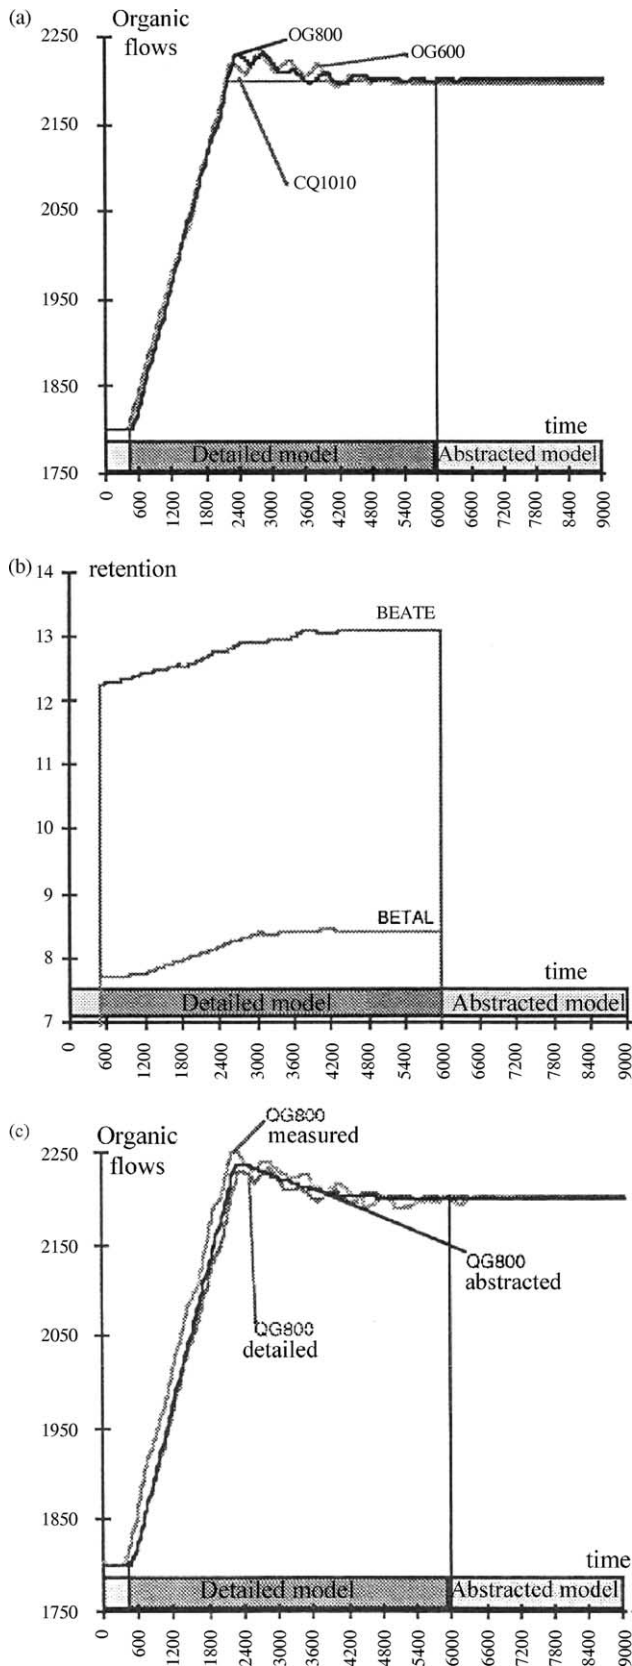 (a)
Organic
flows
OG800
OG600
CQ1010
2250
2150
2050
1950
1850
1750
time
Detailed model
Abstracted model
0
600
1200
1800
2400
3000
3600
4200
4800
5400
6000
6600
7200
7800
8400
9000
(b)
retention
BEATE
BETAL
14
13
12
11
10
9
8
7
time
Detailed model
Abstracted model
0
600
1200
1800
2400
3000
3600
4200
4800
5400
6000
6600
7200
7800
8400
9000
(c)
Organic
flows
QG800
measured
QG800
abstracted
QG800
detailed
2250
2150
2050
1950
1850
1750
time
Detailed model
Abstracted model
0
600
1200
1800
2400
3000
3600
4200
4800
5400
6000
6600
7200
7800
8400
9000